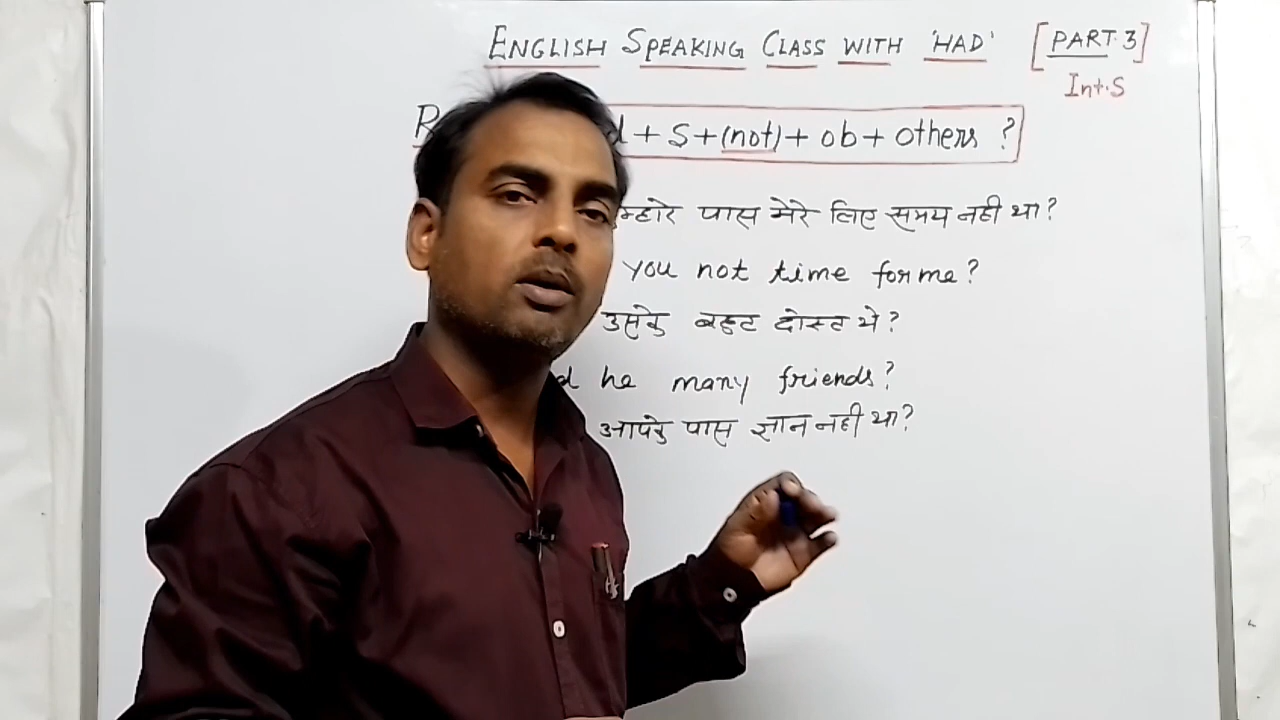 ENGLISH SPEAKING CLASS WITH 'HAD' [PART-3]
Int.S
+ S + (not) + ob + others ?
पास मेरे लिए समय नही था?
you not time for me?
उसके बहुट दोस्ट थे?
he many friends?
आपके पास ज्ञान नही था?